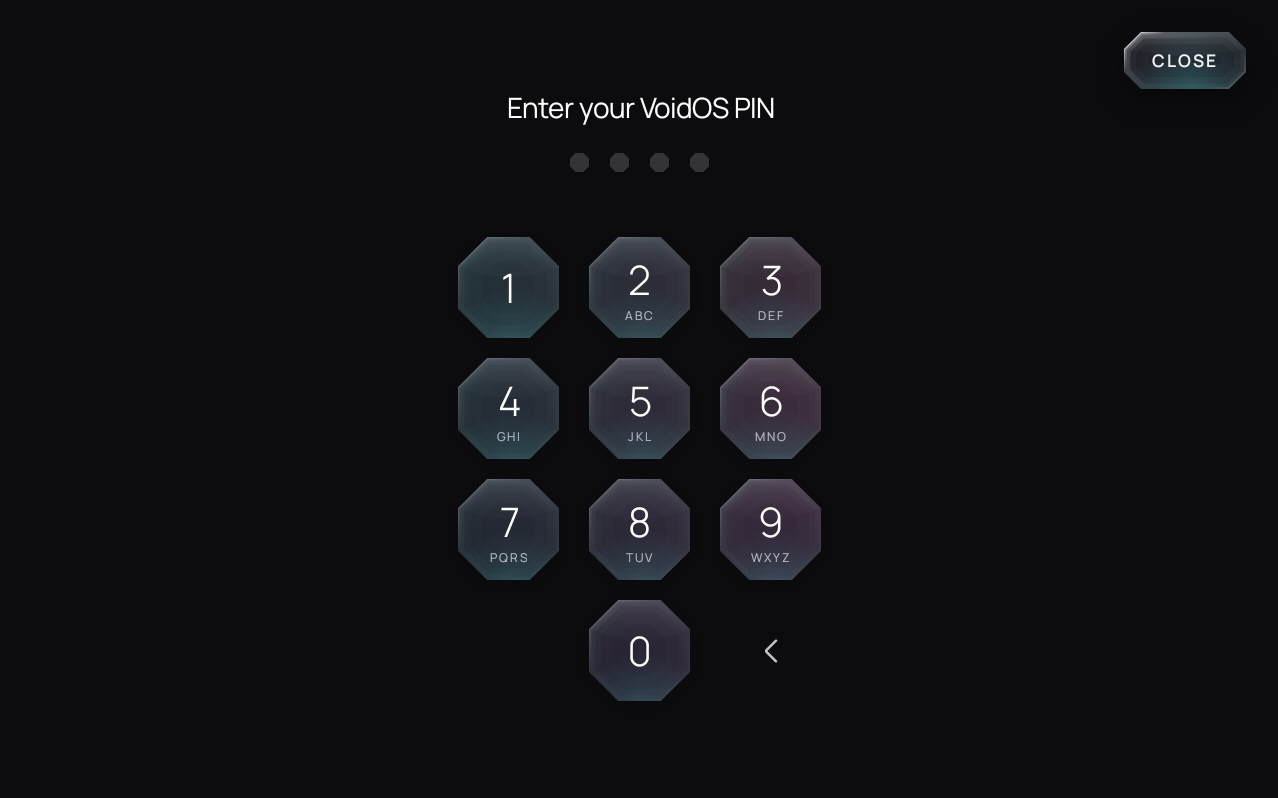 CLOSE
Enter your VoidOS PIN
1 2 3
ABC DEF
4 5 6
GHI JKL MNO
7 8 9
PQRS TUV WXYZ
0